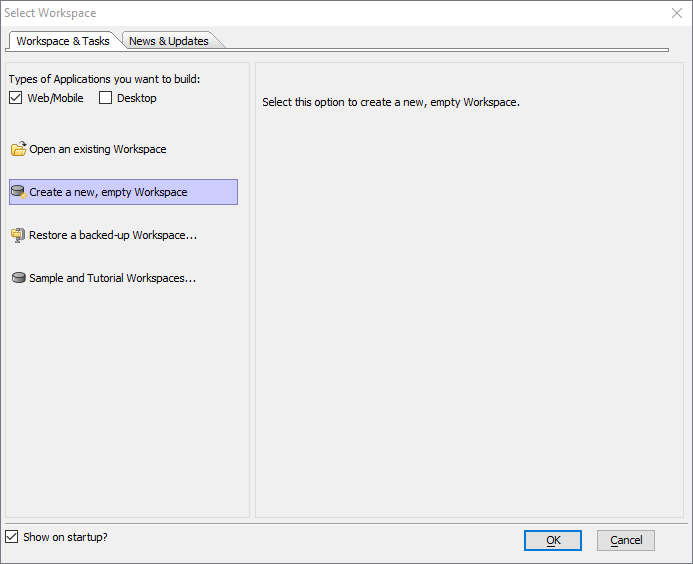 Select Workspace
Workspace & Tasks
News & Updates
Types of Applications you want to build:
Web/Mobile
Desktop
Open an existing Workspace
Create a new, empty Workspace
Restore a backed-up Workspace...
Sample and Tutorial Workspaces...
Select this option to create a new, empty Workspace.
Show on startup?
OK
Cancel